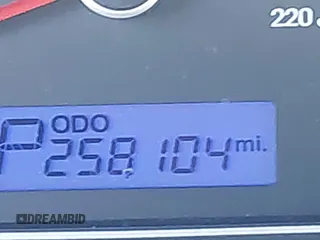 220
ODO
P 258,104 mi.
DREAMBID